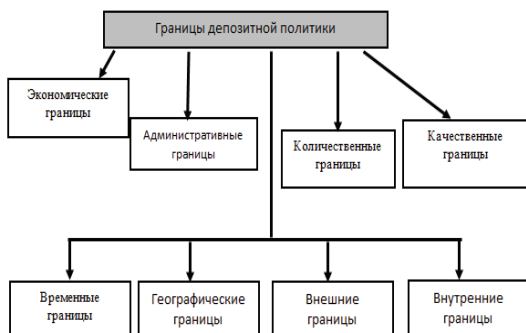 Границы депозитной политики
Экономические
границы
Административные
границы
Количественные
границы
Качественные
границы
Временные
границы
Географические
границы
Внешние
границы
Внутренние
границы